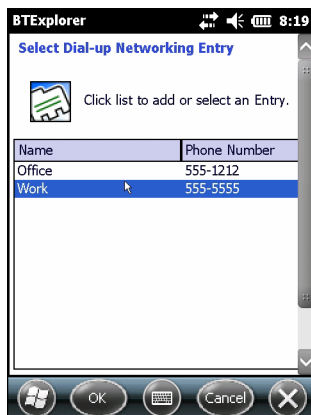 BTExplorer 8:19
Select Dial-up Networking Entry
Click list to add or select an Entry.
Name Phone Number
Office 555-1212
Work 555-5555
OK Cancel